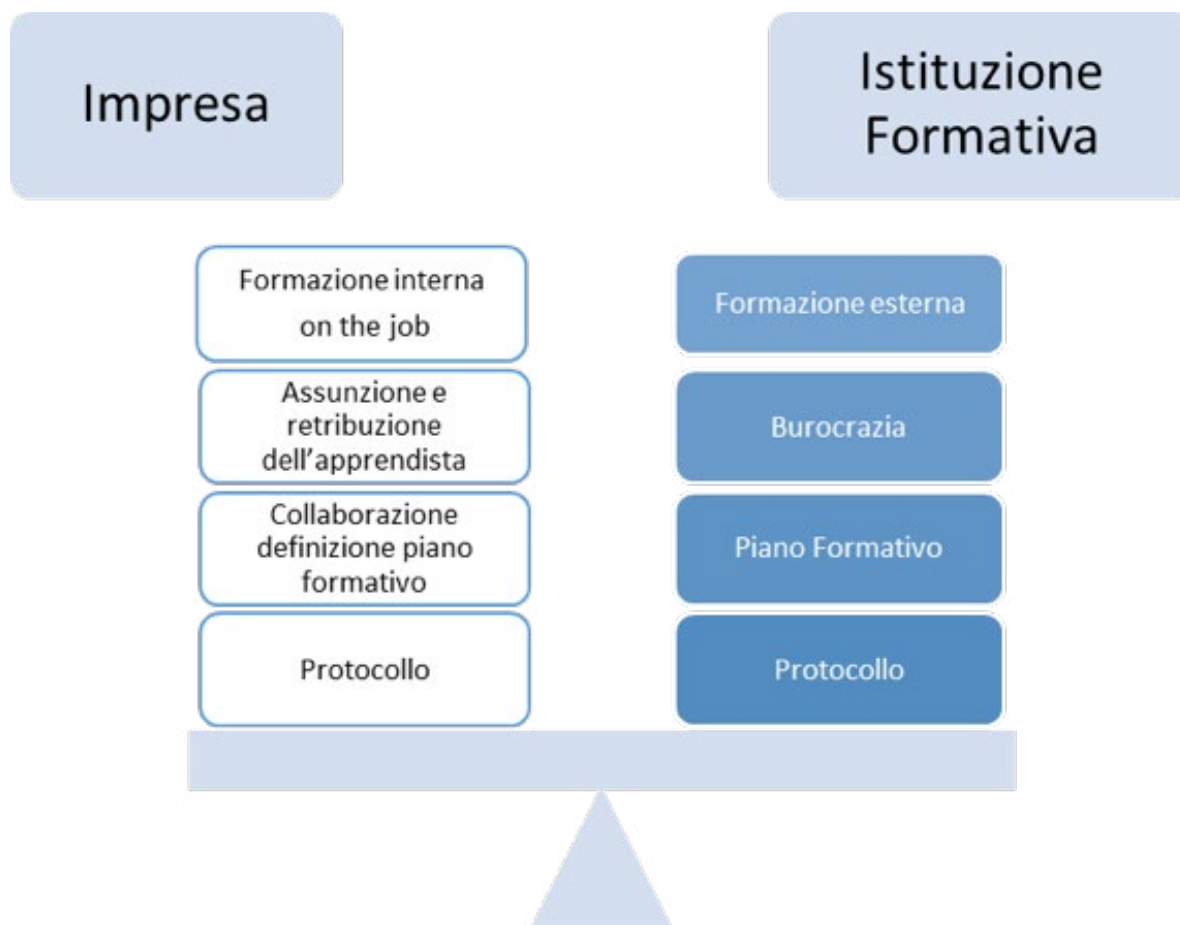 Impresa
Istituzione
Formativa
Formazione interna
on the job
Assunzione e
retribuzione
dell'apprendista
Collaborazione
definizione piano
formativo
Protocollo
Formazione esterna
Burocrazia
Piano Formativo
Protocollo